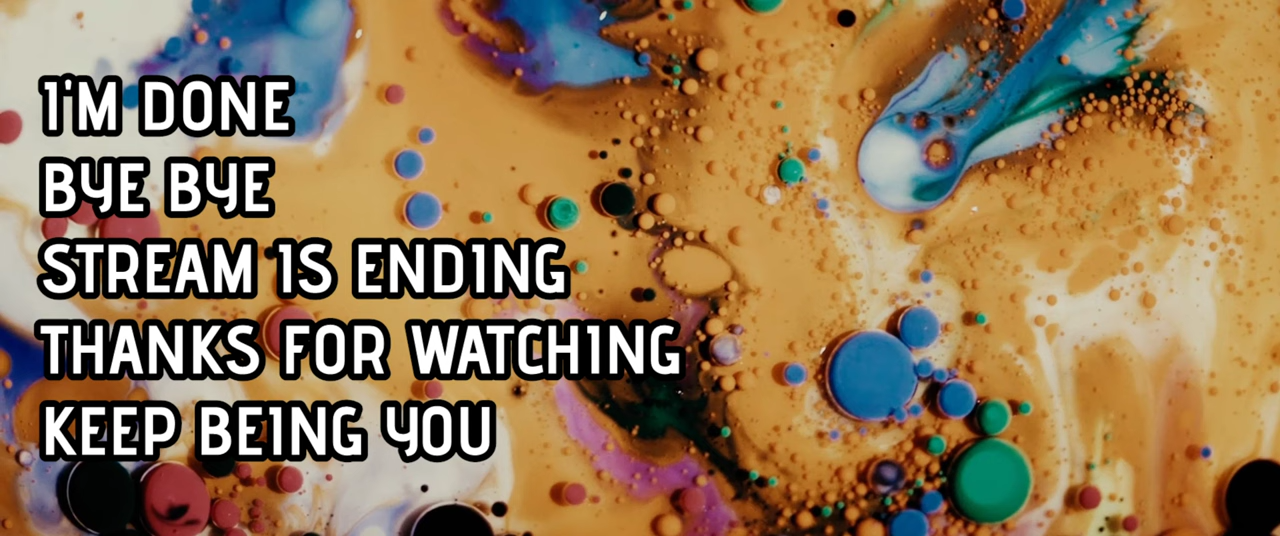 I'M DONE
BYE BYE
STREAM IS ENDING
THANKS FOR WATCHING
KEEP BEING YOU